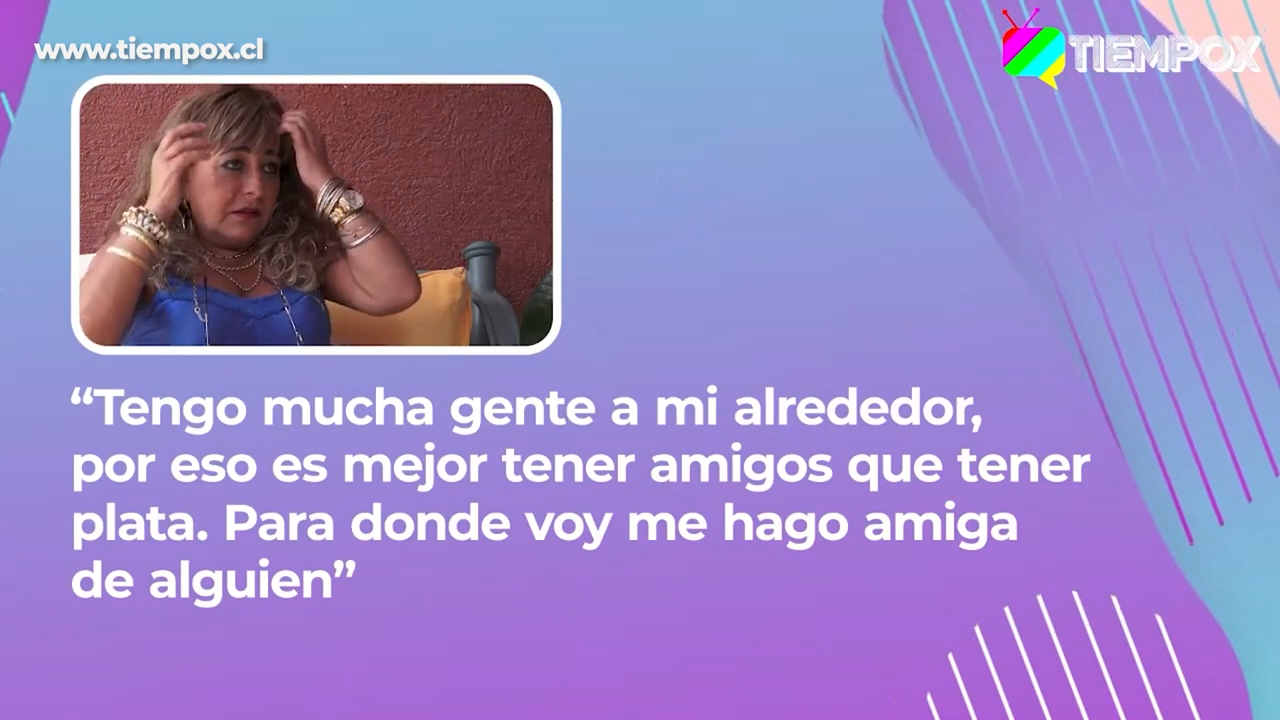 www.tiempox.cl
TIEMPOX
“Tengo mucha gente a mi alrededor,
por eso es mejor tener amigos que tener
plata. Para donde voy me hago amiga
de alguien”